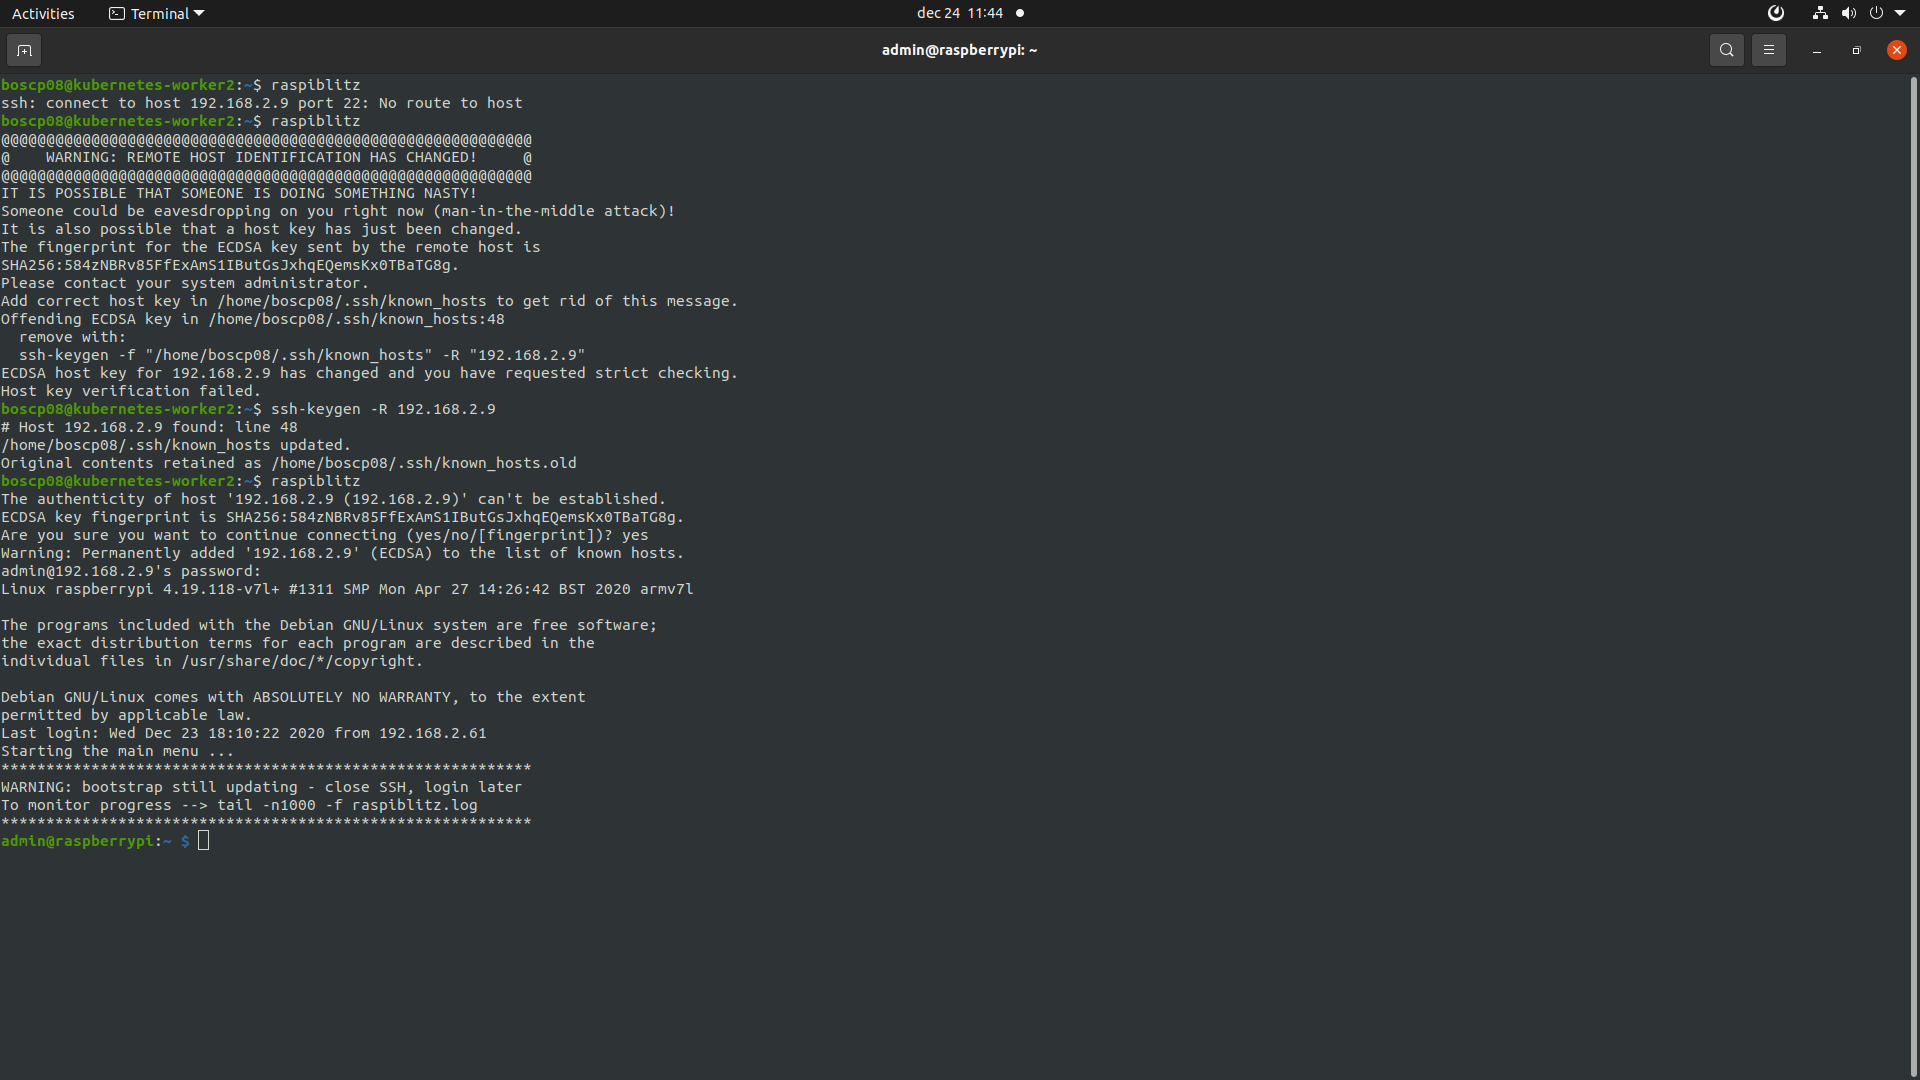 Activities
Terminal
dec 24 11:44
admin@raspberrypi: ~
boscp08@kubernetes-worker2:~$ raspiblitz
ssh: connect to host 192.168.2.9 port 22: No route to host
boscp08@kubernetes-worker2:~$ raspiblitz
@@@@@@@@@@@@@@@@@@@@@@@@@@@@@@@@@@@@@@@@@@@@@@@@@@@@@@@@@@@
@    WARNING: REMOTE HOST IDENTIFICATION HAS CHANGED!     @
@@@@@@@@@@@@@@@@@@@@@@@@@@@@@@@@@@@@@@@@@@@@@@@@@@@@@@@@@@@
IT IS POSSIBLE THAT SOMEONE IS DOING SOMETHING NASTY!
Someone could be eavesdropping on you right now (man-in-the-middle attack)!
It is also possible that a host key has just been changed.
The fingerprint for the ECDSA key sent by the remote host is
SHA256:584zNBRv85FfExAmS1IButGsJxhqEQemsKx0TBaTG8g.
Please contact your system administrator.
Add correct host key in /home/boscp08/.ssh/known_hosts to get rid of this message.
Offending ECDSA key in /home/boscp08/.ssh/known_hosts:48
  remove with:
  ssh-keygen -f "/home/boscp08/.ssh/known_hosts" -R "192.168.2.9"
ECDSA host key for 192.168.2.9 has changed and you have requested strict checking.
Host key verification failed.
boscp08@kubernetes-worker2:~$ ssh-keygen -R 192.168.2.9
# Host 192.168.2.9 found: line 48
/home/boscp08/.ssh/known_hosts updated.
Original contents retained as /home/boscp08/.ssh/known_hosts.old
boscp08@kubernetes-worker2:~$ raspiblitz
The authenticity of host '192.168.2.9 (192.168.2.9)' can't be established.
ECDSA key fingerprint is SHA256:584zNBRv85FfExAmS1IButGsJxhqEQemsKx0TBaTG8g.
Are you sure you want to continue connecting (yes/no/[fingerprint])? yes
Warning: Permanently added '192.168.2.9' (ECDSA) to the list of known hosts.
admin@192.168.2.9's password:
Linux raspberrypi 4.19.118-v7l+ #1311 SMP Mon Apr 27 14:26:42 BST 2020 armv7l

The programs included with the Debian GNU/Linux system are free software;
the exact distribution terms for each program are described in the
individual files in /usr/share/doc/*/copyright.

Debian GNU/Linux comes with ABSOLUTELY NO WARRANTY, to the extent
permitted by applicable law.
Last login: Wed Dec 23 18:10:22 2020 from 192.168.2.61
Starting the main menu ...
***********************************************************
WARNING: bootstrap still updating - close SSH, login later
To monitor progress --> tail -n1000 -f raspiblitz.log
***********************************************************
admin@raspberrypi:~ $